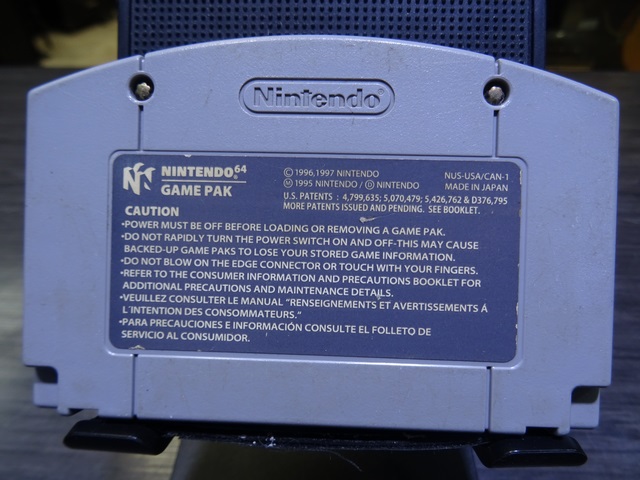 Nintendo
NINTENDO64
GAME PAK
© 1996,1997 NINTENDO
Ⓜ 1995 NINTENDO / Ⓓ NINTENDO
NUS-USA/CAN-1
MADE IN JAPAN
U.S. PATENTS : 4,799,635; 5,070,479; 5,426,762 & D376,795
MORE PATENTS ISSUED AND PENDING. SEE BOOKLET.
CAUTION
•POWER MUST BE OFF BEFORE LOADING OR REMOVING A GAME PAK.
•DO NOT RAPIDLY TURN THE POWER SWITCH ON AND OFF-THIS MAY CAUSE
BACKED-UP GAME PAKS TO LOSE YOUR STORED GAME INFORMATION.
•DO NOT BLOW ON THE EDGE CONNECTOR OR TOUCH WITH YOUR FINGERS.
•REFER TO THE CONSUMER INFORMATION AND PRECAUTIONS BOOKLET FOR
ADDITIONAL PRECAUTIONS AND MAINTENANCE DETAILS.
•VEUILLEZ CONSULTER LE MANUAL "RENSEIGNEMENTS ET AVERTISSEMENTS Á
L'INTENTION DES CONSOMMATEURS."
•PARA PRECAUCIONES E INFORMACIÓN CONSULTE EL FOLLETO DE
SERVICIO AL CONSUMIDOR.